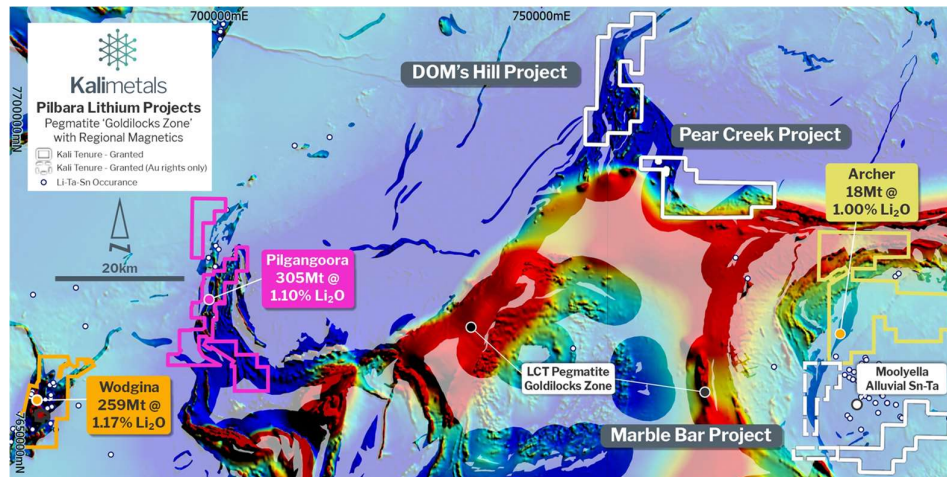 700000mE
750000mE
7700000mN
7650000mN
Kalimetals
Pilbara Lithium Projects
Pegmatite 'Goldilocks Zone'
with Regional Magnetics
Kali Tenure - Granted
Kali Tenure - Granted (Au rights only)
Li-Ta-Sn Occurance
N
20km
DOM's Hill Project
Pear Creek Project
Archer
18Mt @
1.00% Li₂O
Pilgangoora
305Mt @
1.10% Li₂O
Wodgina
259Mt @
1.17% Li₂O
LCT Pegmatite
Goldilocks Zone
Moolyella
Alluvial Sn-Ta
Marble Bar Project